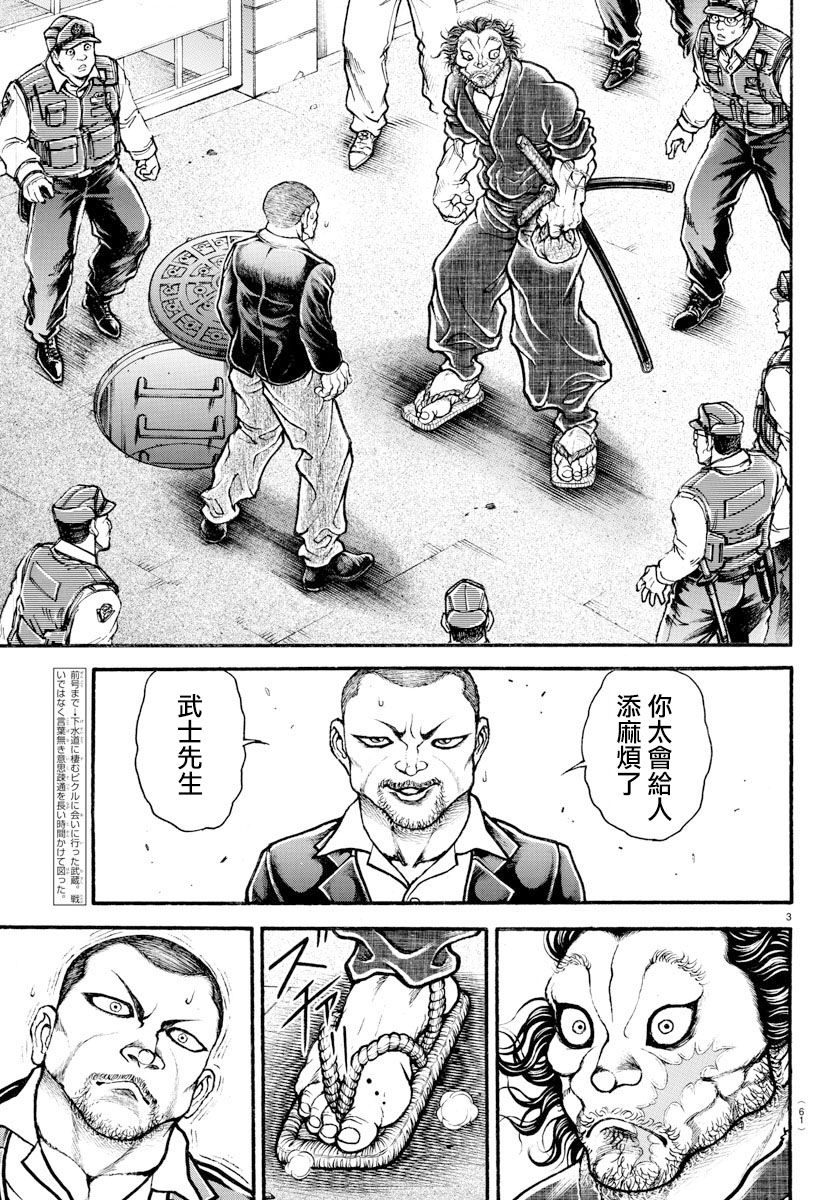 你太會給人
添麻煩了
武士先生
前号まで→下水道に棲むピクルに会いに行った武蔵。戦
いではなく言葉無き意思疎通を長い時間かけて図った。
3
ズチャ
(61)